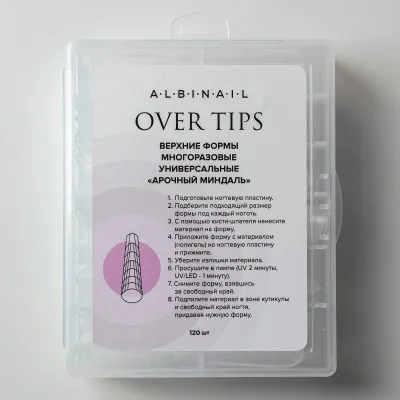 A·L·B·I·N·A·I·L
OVER TIPS
ВЕРХНИЕ ФОРМЫ
МНОГОРАЗОВЫЕ
УНИВЕРСАЛЬНЫЕ
«АРОЧНЫЙ МИНДАЛЬ»
1. Подготовьте ногтевую пластину.
2. Подберите подходящий размер
формы под каждый ноготь.
3. С помощью кисти-шпателя нанесите
материал на форму.
4. Приложите форму с материалом
(полигель) на ногтевую пластину
и прижмите.
5. Уберите излишки материала.
6. Просушите в лампе (UV 2 минуты,
UV/LED - 1 минуту).
7. Снимите форму, взявшись
за свободный край.
8. Подпилите материал в зоне кутикулы
и свободный край ногтя,
придавая нужную форму.
120 шт